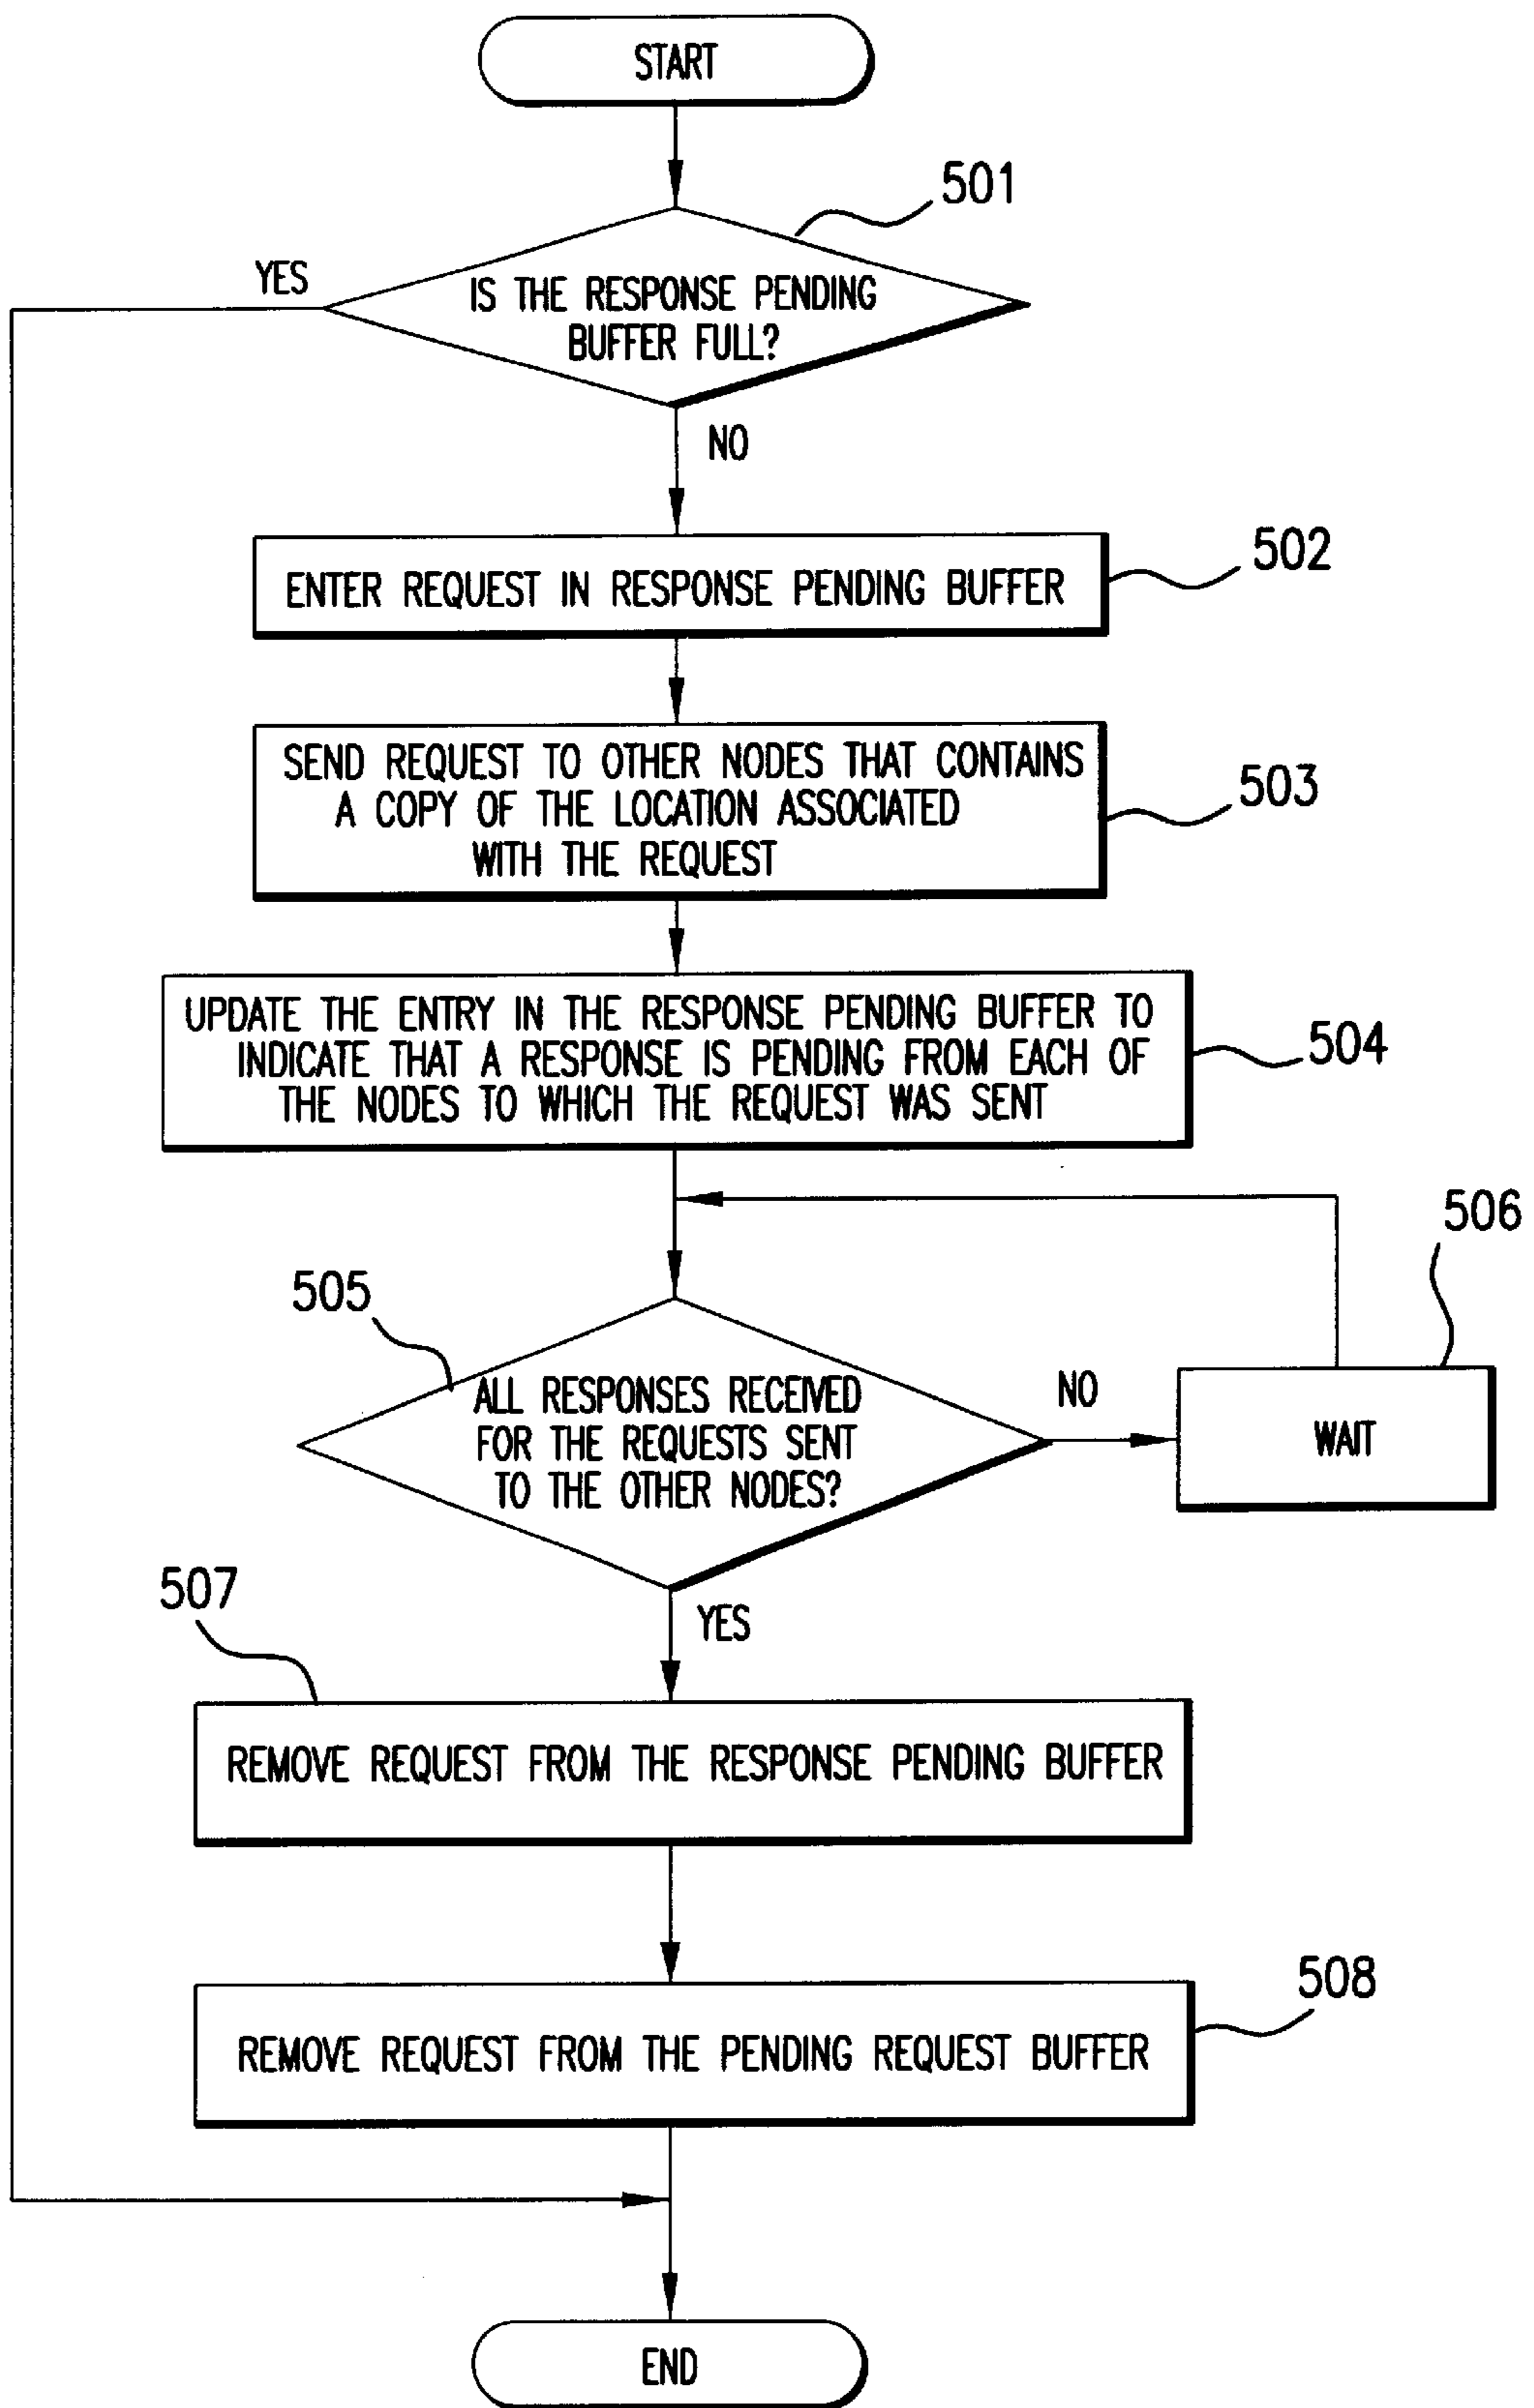 START
501
YES
IS THE RESPONSE PENDING
BUFFER FULL?
NO
ENTER REQUEST IN RESPONSE PENDING BUFFER
502
SEND REQUEST TO OTHER NODES THAT CONTAINS
A COPY OF THE LOCATION ASSOCIATED
WITH THE REQUEST
503
UPDATE THE ENTRY IN THE RESPONSE PENDING BUFFER TO
INDICATE THAT A RESPONSE IS PENDING FROM EACH OF
THE NODES TO WHICH THE REQUEST WAS SENT
504
505
ALL RESPONSES RECEIVED
FOR THE REQUESTS SENT
TO THE OTHER NODES?
NO
506
WAIT
YES
507
REMOVE REQUEST FROM THE RESPONSE PENDING BUFFER
508
REMOVE REQUEST FROM THE PENDING REQUEST BUFFER
END